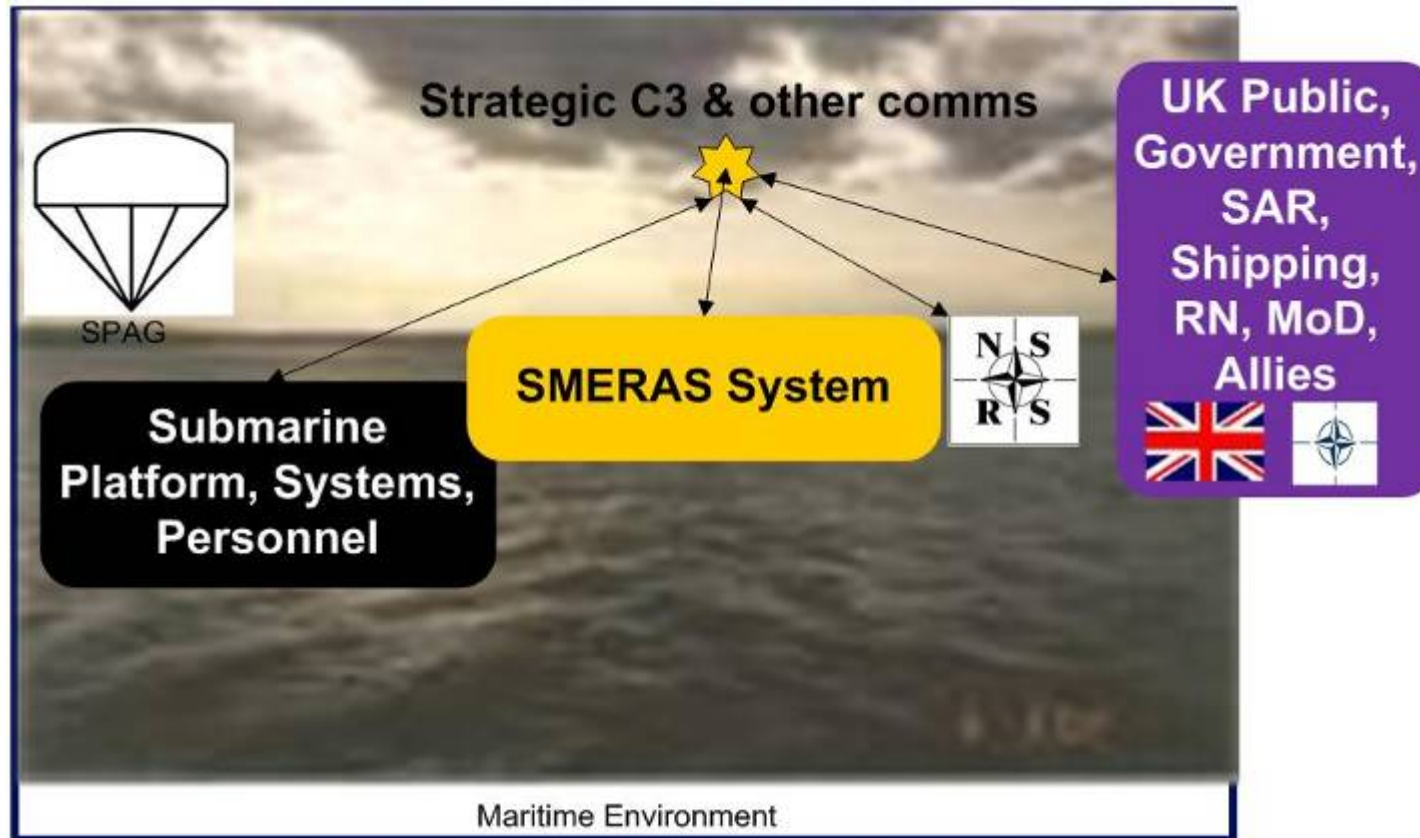 Strategic C3 & other comms
UK Public,
Government,
SAR,
Shipping,
RN, MoD,
Allies
SPAG
SMERAS System
N S
R S
Submarine
Platform, Systems,
Personnel
Maritime Environment